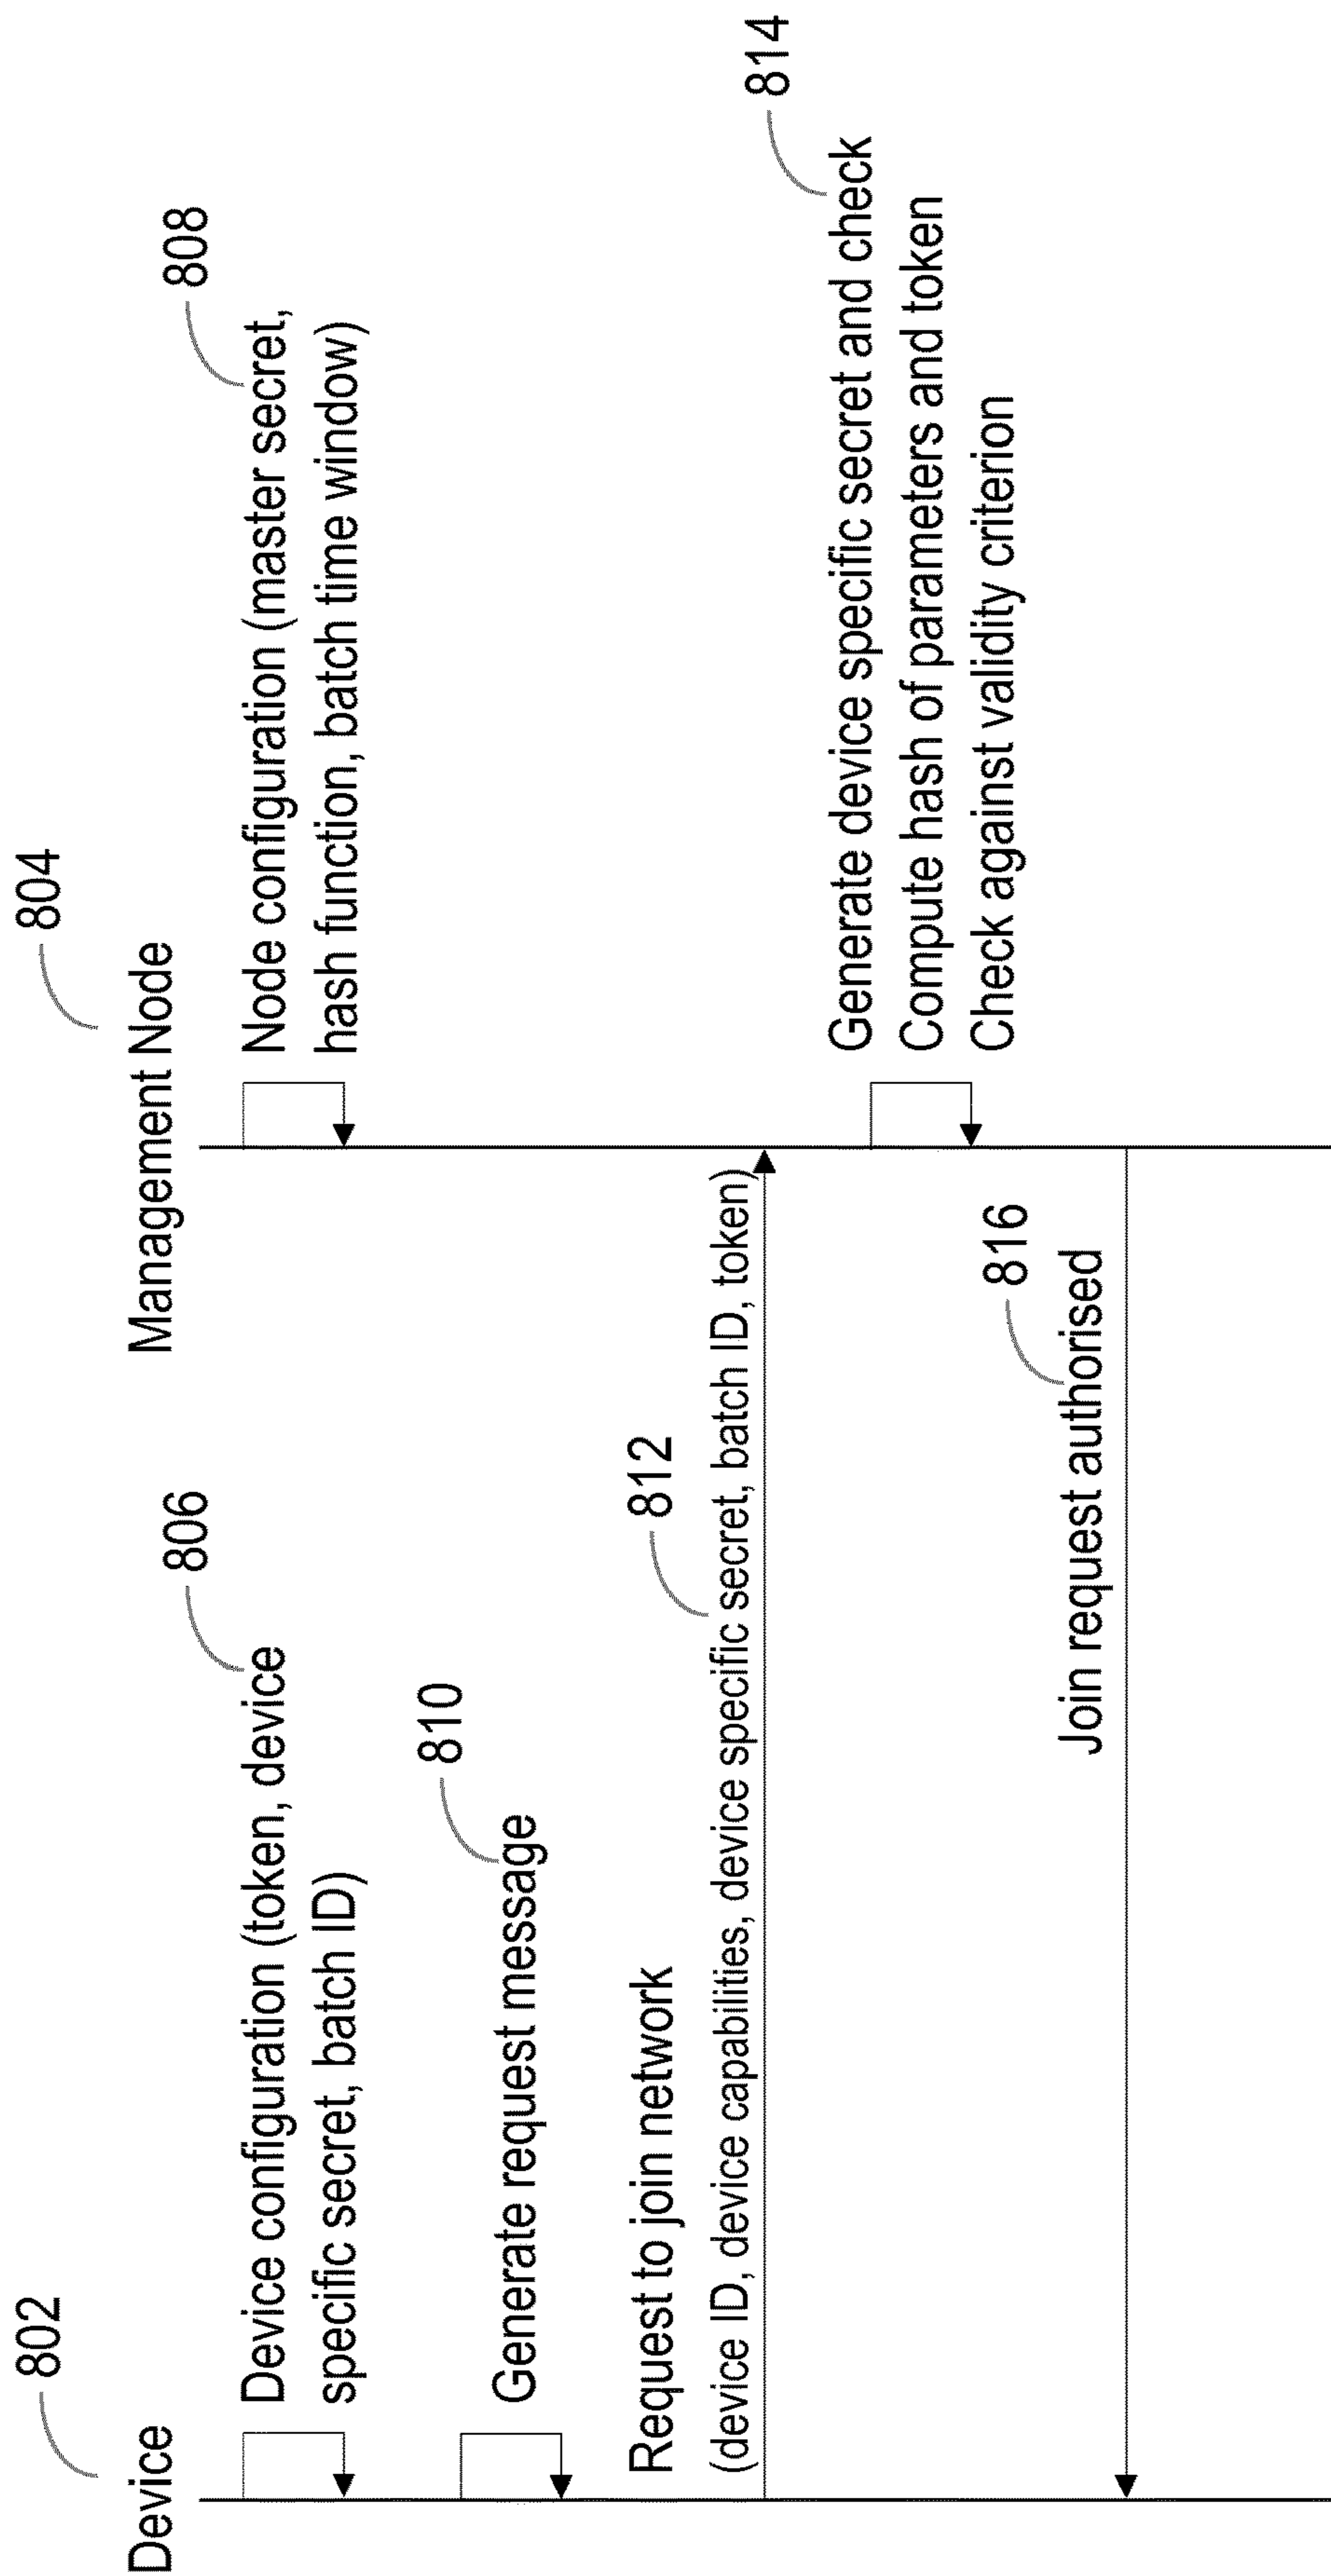 802
Device
804
Management Node
806
Device configuration (token, device
specific secret, batch ID)
808
Node configuration (master secret,
hash function, batch time window)
810
Generate request message
812
Request to join network
(device ID, device capabilities, device specific secret, batch ID, token)
814
Generate device specific secret and check
Compute hash of parameters and token
Check against validity criterion
816
Join request authorised